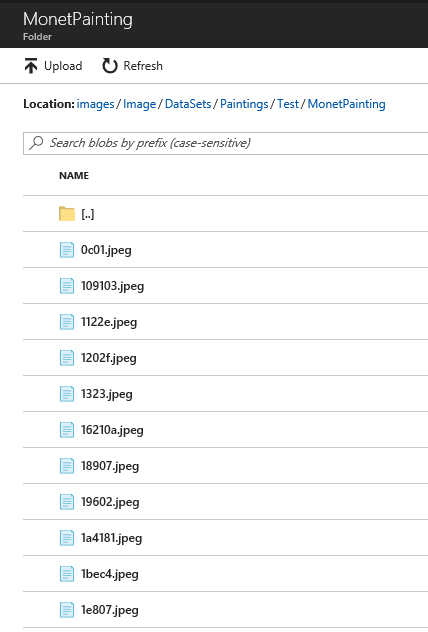 MonetPainting
Folder
Upload Refresh
Location: images / Image / DataSets / Paintings / Test / MonetPainting
Search blobs by prefix (case-sensitive)
NAME
[..]
0c01.jpeg
109103.jpeg
1122e.jpeg
1202f.jpeg
1323.jpeg
16210a.jpeg
18907.jpeg
19602.jpeg
1a4181.jpeg
1bec4.jpeg
1e807.jpeg